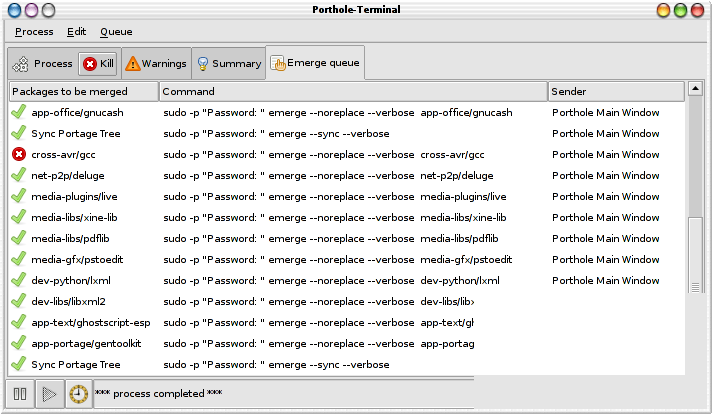 Porthole-Terminal
Process Edit Queue
Process Kill Warnings Summary Emerge queue
Packages to be merged Command Sender
app-office/gnucash sudo -p "Password: " emerge --noreplace --verbose app-office/gnucash Porthole Main Window
Sync Portage Tree sudo -p "Password: " emerge --sync --verbose Porthole Main Window
cross-avr/gcc sudo -p "Password: " emerge --noreplace --verbose cross-avr/gcc Porthole Main Window
net-p2p/deluge sudo -p "Password: " emerge --noreplace --verbose net-p2p/deluge Porthole Main Window
media-plugins/live sudo -p "Password: " emerge --noreplace --verbose media-plugins/live Porthole Main Window
media-libs/xine-lib sudo -p "Password: " emerge --noreplace --verbose media-libs/xine-lib Porthole Main Window
media-libs/pdflib sudo -p "Password: " emerge --noreplace --verbose media-libs/pdflib Porthole Main Window
media-gfx/pstoedit sudo -p "Password: " emerge --noreplace --verbose media-gfx/pstoedit Porthole Main Window
dev-python/lxml sudo -p "Password: " emerge --noreplace --verbose dev-python/lxml Porthole Main Window
dev-libs/libxml2 sudo -p "Password: " emerge --noreplace --verbose dev-libs/lib
app-text/ghostscript-esp sudo -p "Password: " emerge --noreplace --verbose app-text/gh
app-portage/gentoolkit sudo -p "Password: " emerge --noreplace --verbose app-portag
Sync Portage Tree sudo -p "Password: " emerge --sync --verbose
*** process completed ***